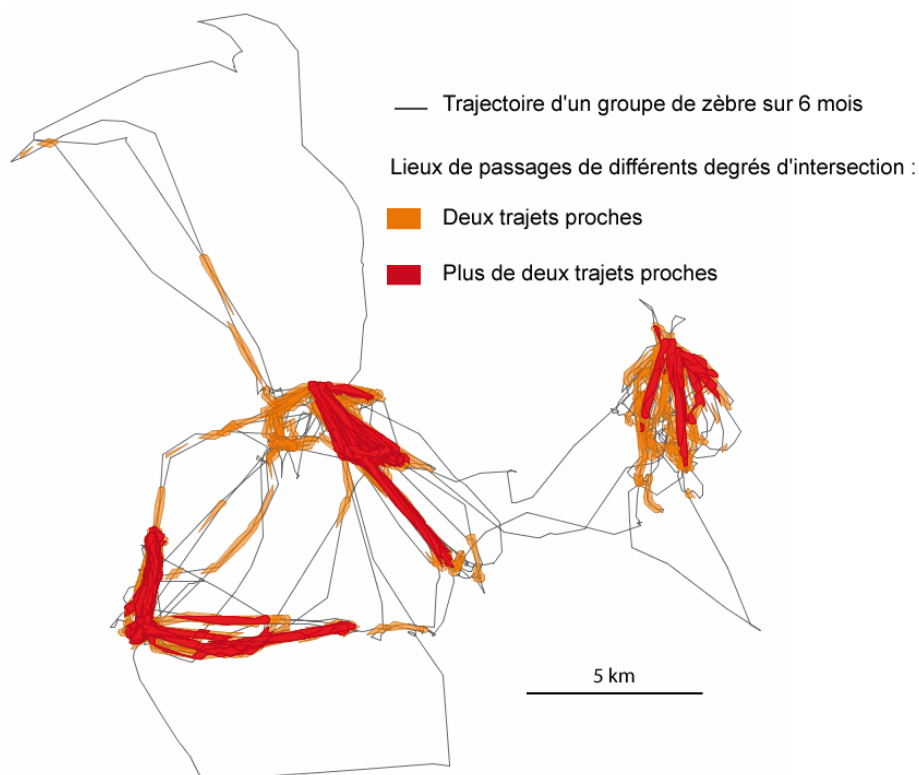 Trajectoire d'un groupe de zèbre sur 6 mois
Lieux de passages de différents degrés d'intersection :
Deux trajets proches
Plus de deux trajets proches
5 km